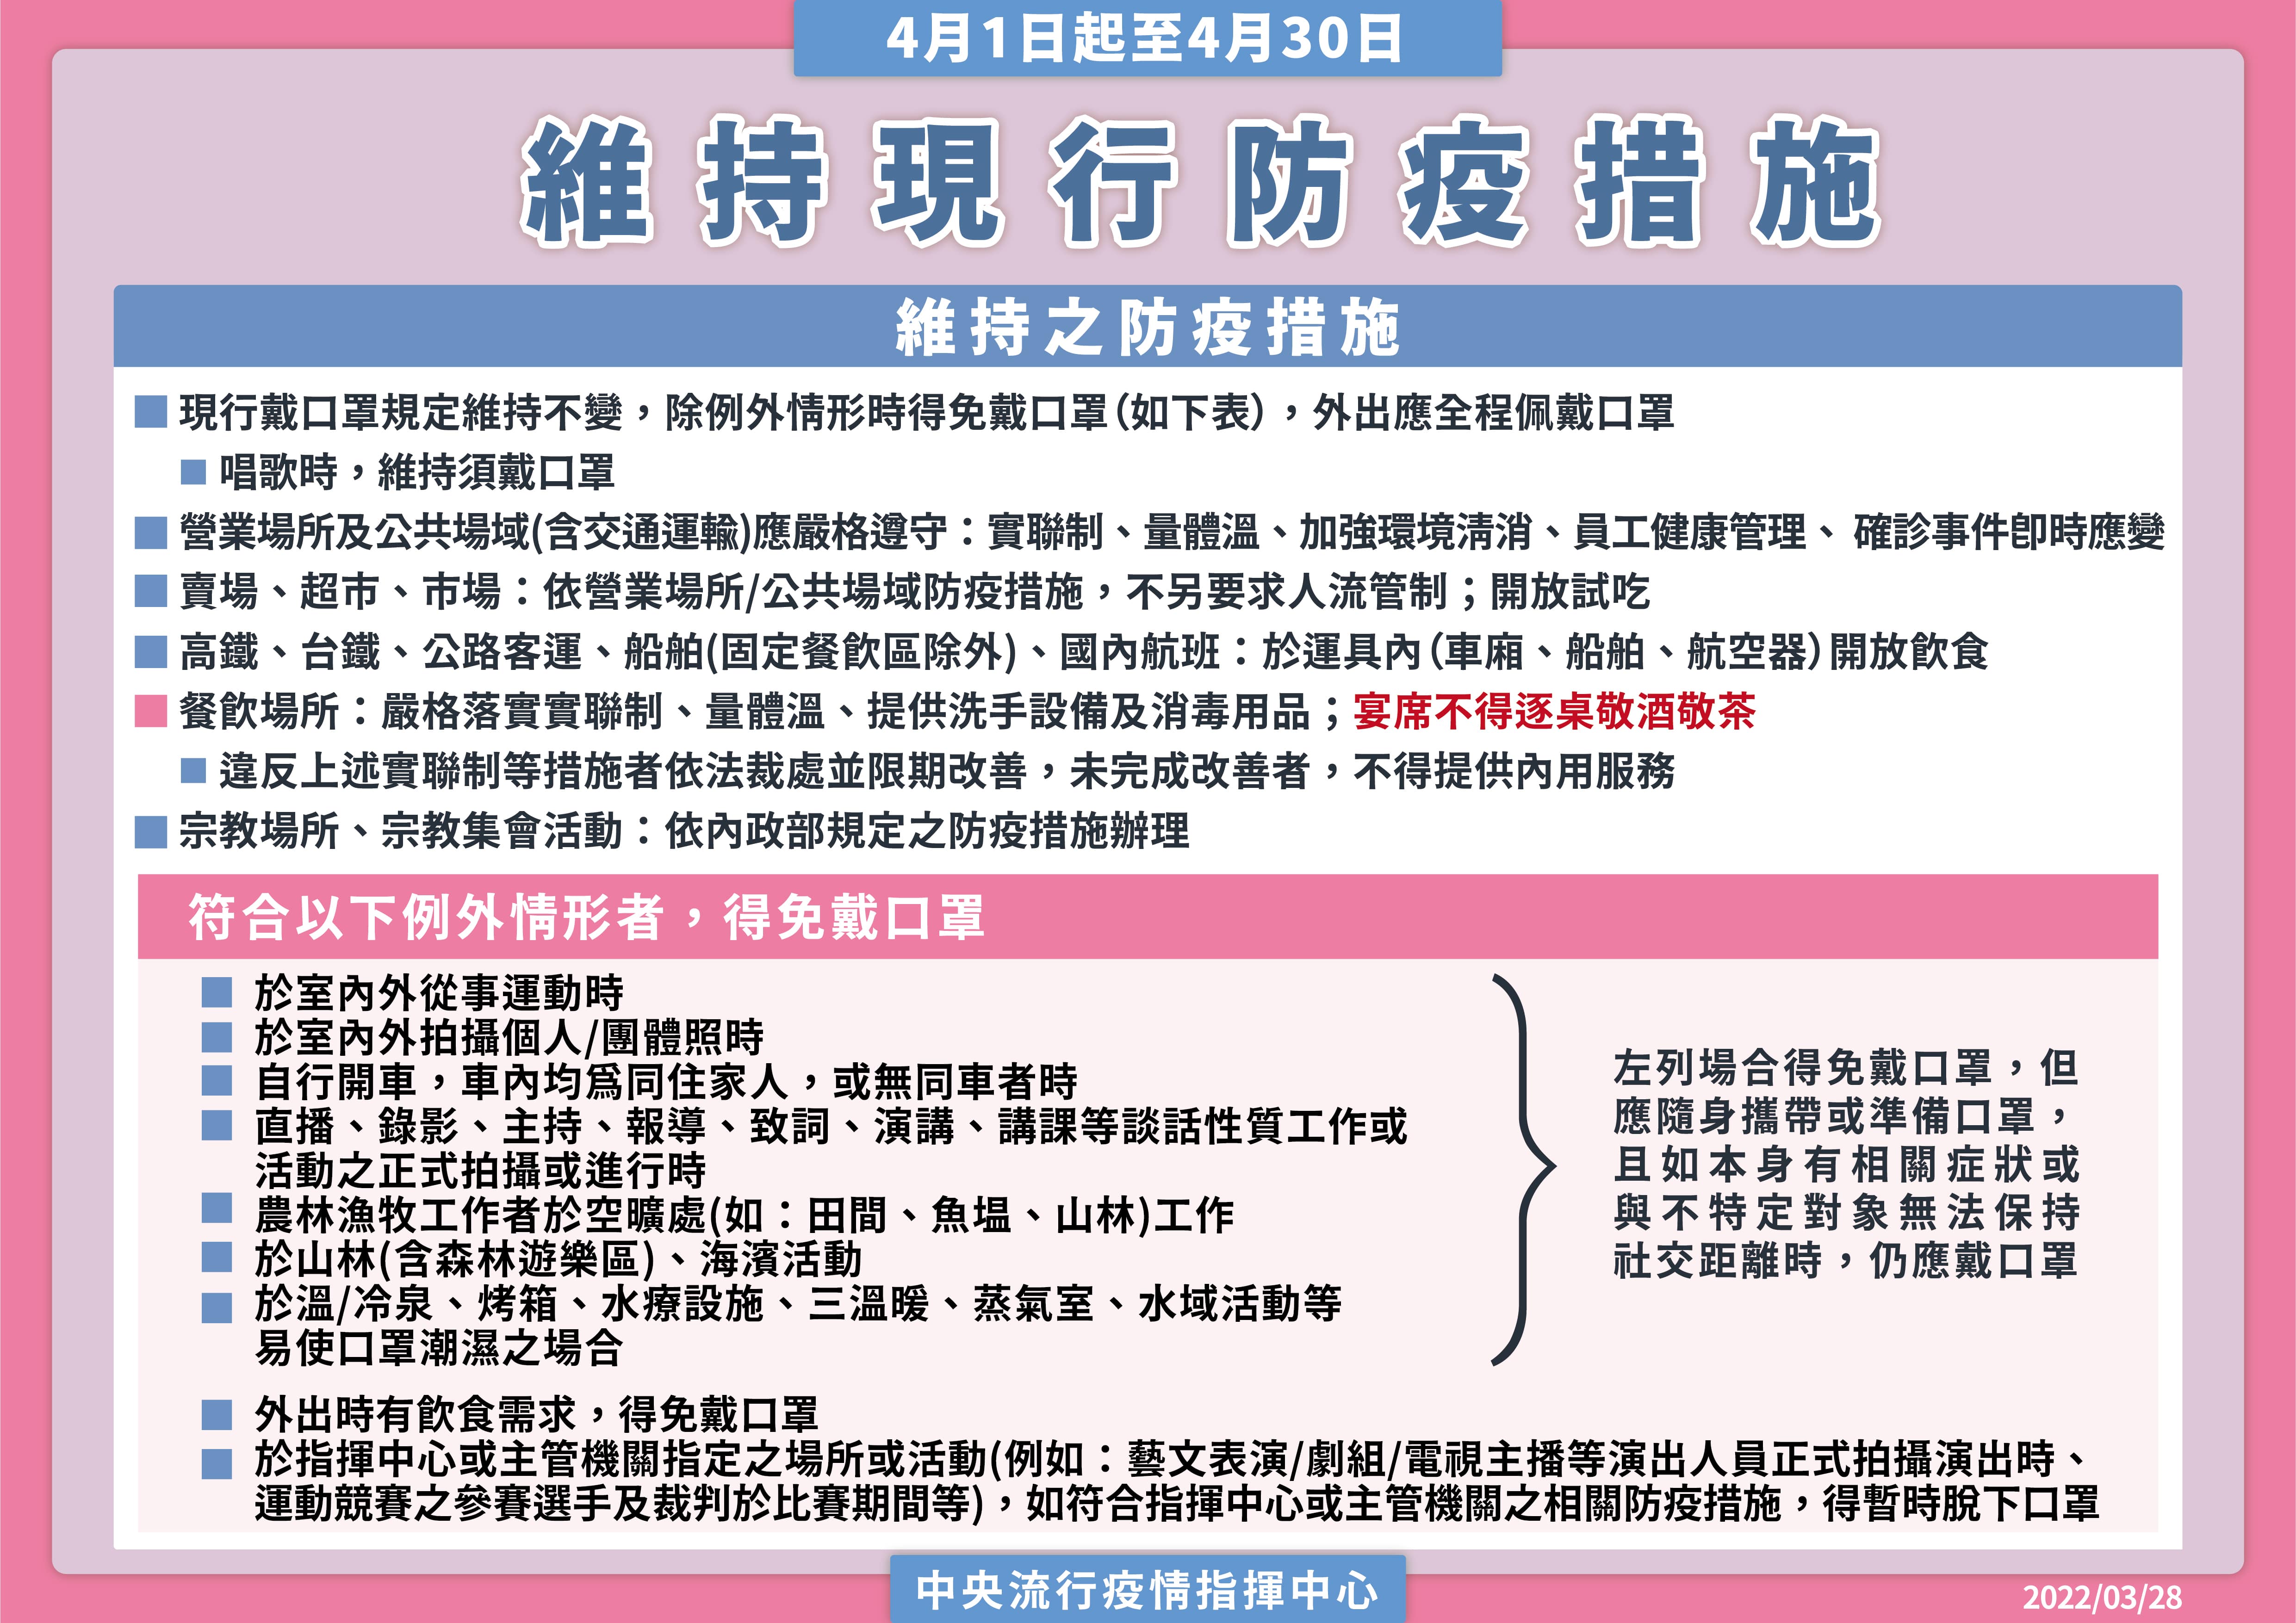 4月1日起至4月30日
維持現行防疫措施
維持之防疫措施
現行戴口罩規定維持不變，除例外情形時得免戴口罩（如下表），外出應全程佩戴口罩
唱歌時，維持須戴口罩
營業場所及公共場域(含交通運輸)應嚴格遵守：實聯制、量體溫、加強環境清消、員工健康管理、確診事件即時應變
賣場、超市、市場：依營業場所/公共場域防疫措施，不另要求人流管制；開放試吃
高鐵、台鐵、公路客運、船舶(固定餐飲區除外)、國內航班：於運具內（車廂、船舶、航空器）開放飲食
餐飲場所：嚴格落實實聯制、量體溫、提供洗手設備及消毒用品；宴席不得逐桌敬酒敬茶
違反上述實聯制等措施者依法裁處並限期改善，未完成改善者，不得提供內用服務
宗教場所、宗教集會活動：依內政部規定之防疫措施辦理
符合以下例外情形者，得免戴口罩
於室內外從事運動時
於室內外拍攝個人/團體照時
自行開車，車內均為同住家人，或無同車者時
直播、錄影、主持、報導、致詞、演講、講課等談話性質工作或
活動之正式拍攝或進行時
農林漁牧工作者於空曠處(如：田間、魚塭、山林)工作
於山林(含森林遊樂區)、海濱活動
於溫/冷泉、烤箱、水療設施、三溫暖、蒸氣室、水域活動等
易使口罩潮濕之場合
左列場合得免戴口罩，但
應隨身攜帶或準備口罩，
且如本身有相關症狀或
與不特定對象無法保持
社交距離時，仍應戴口罩
外出時有飲食需求，得免戴口罩
於指揮中心或主管機關指定之場所或活動(例如：藝文表演/劇組/電視主播等演出人員正式拍攝演出時、
運動競賽之參賽選手及裁判於比賽期間等)，如符合指揮中心或主管機關之相關防疫措施，得暫時脫下口罩
中央流行疫情指揮中心
2022/03/28